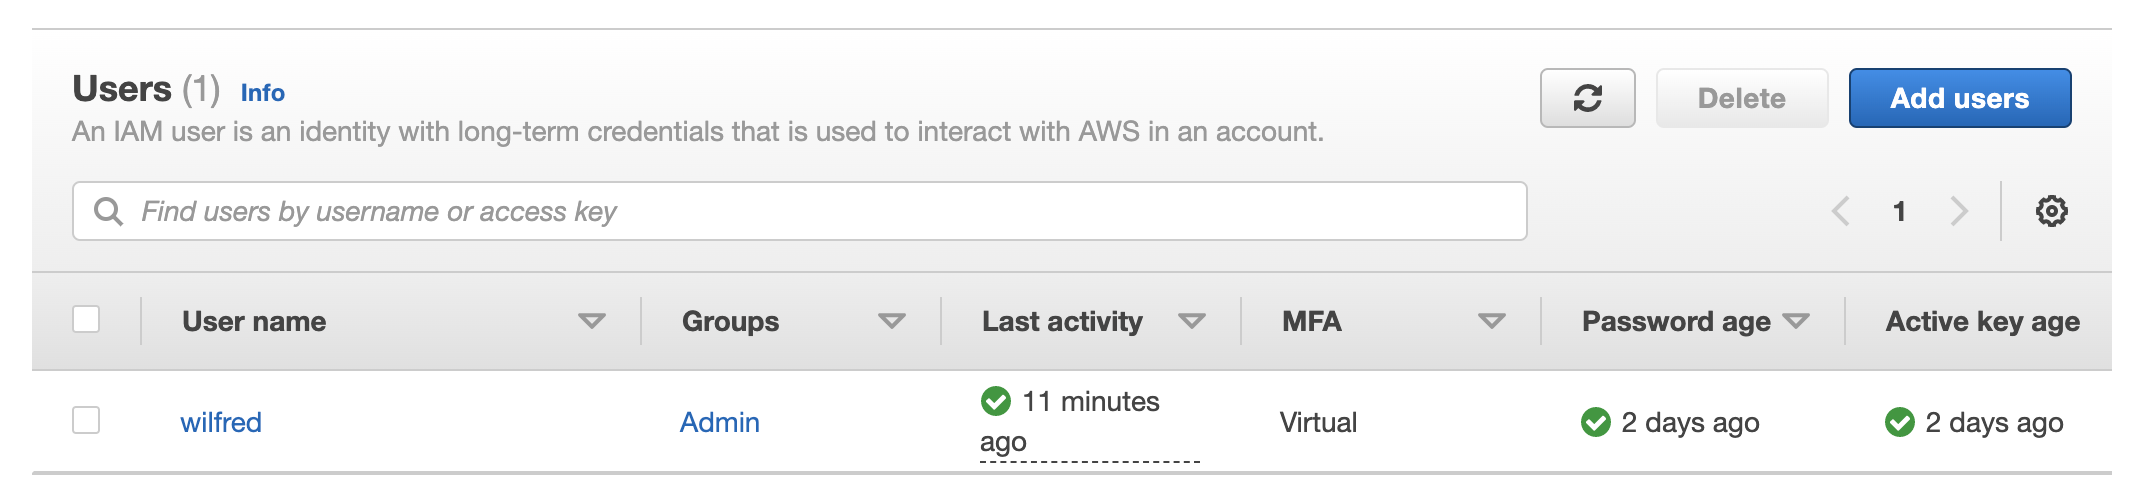 Users (1) Info
Delete
Add users
An IAM user is an identity with long-term credentials that is used to interact with AWS in an account.
Find users by username or access key
1
User name Groups Last activity MFA Password age Active key age
wilfred Admin 11 minutes ago Virtual 2 days ago 2 days ago